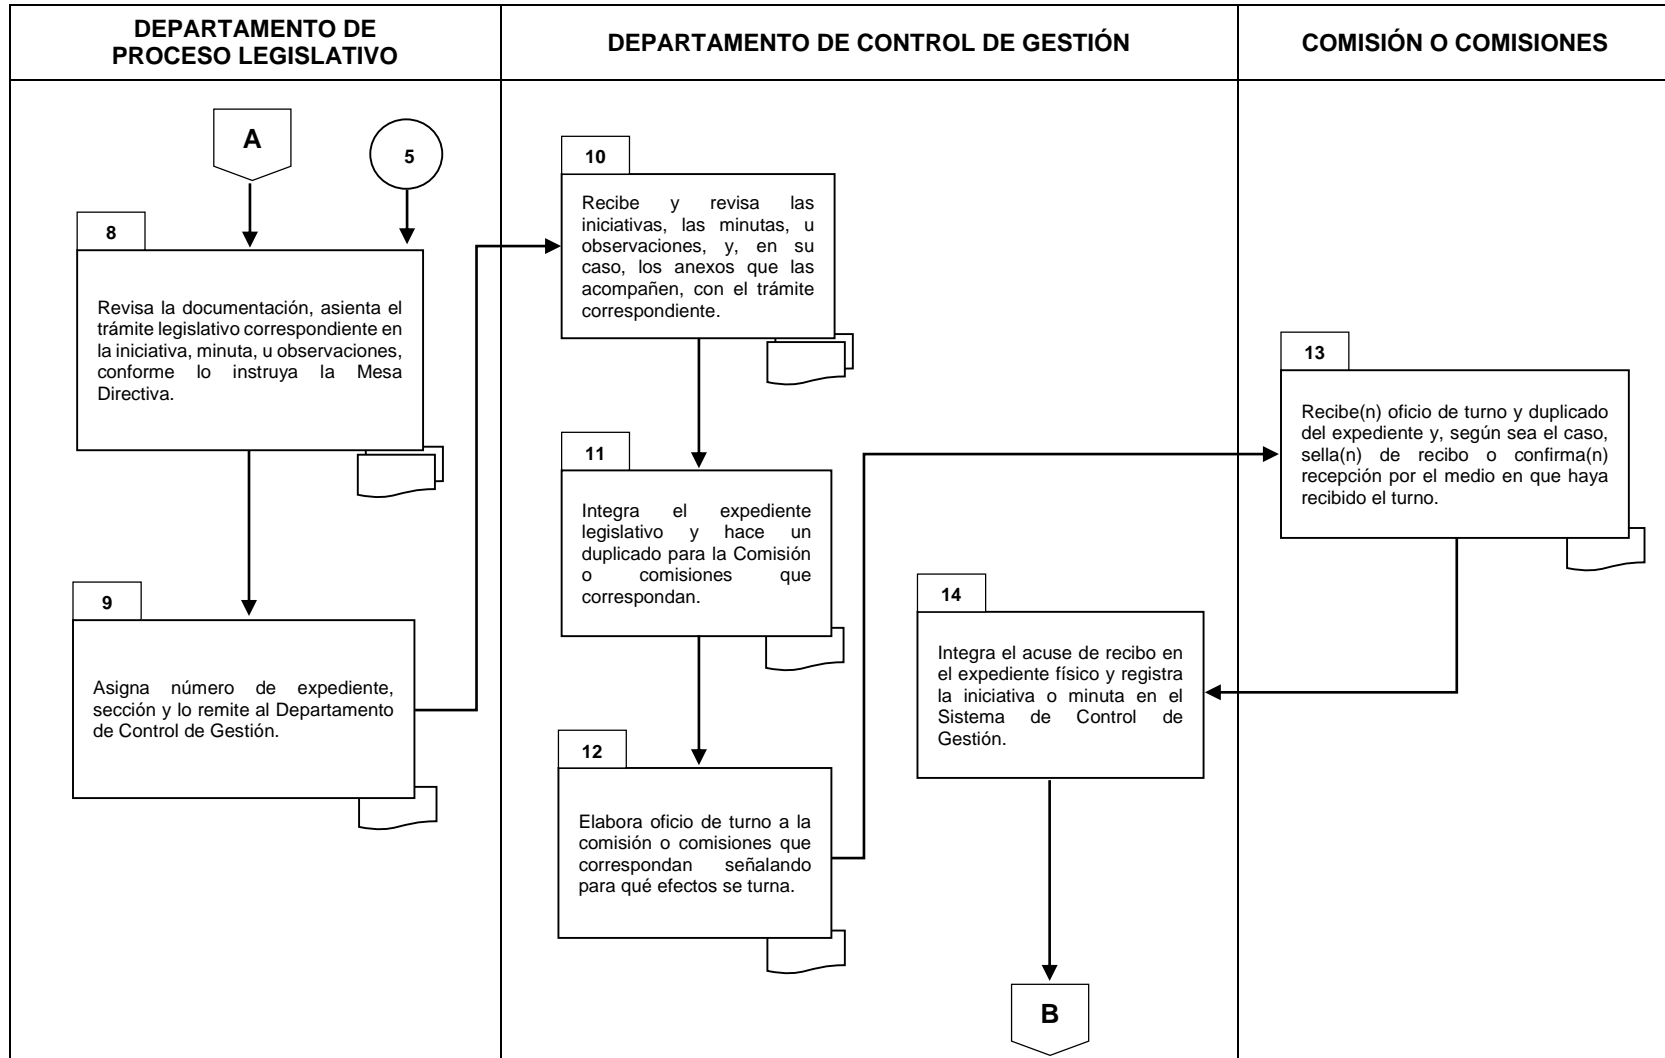 DEPARTAMENTO DE
PROCESO LEGISLATIVO
DEPARTAMENTO DE CONTROL DE GESTIÓN
COMISIÓN O COMISIONES
A
5
8
Revisa la documentación, asienta el
trámite legislativo correspondiente en
la iniciativa, minuta, u observaciones,
conforme lo instruya la Mesa
Directiva.
9
Asigna número de expediente,
sección y lo remite al Departamento
de Control de Gestión.
10
Recibe y revisa las
iniciativas, las minutas, u
observaciones, y, en su
caso, los anexos que las
acompañen, con el trámite
correspondiente.
11
Integra el expediente
legislativo y hace un
duplicado para la Comisión
o comisiones que
correspondan.
12
Elabora oficio de turno a la
comisión o comisiones que
correspondan señalando
para qué efectos se turna.
13
Recibe(n) oficio de turno y duplicado
del expediente y, según sea el caso,
sella(n) de recibo o confirma(n)
recepción por el medio en que haya
recibido el turno.
14
Integra el acuse de recibo en
el expediente físico y registra
la iniciativa o minuta en el
Sistema de Control de
Gestión.
B